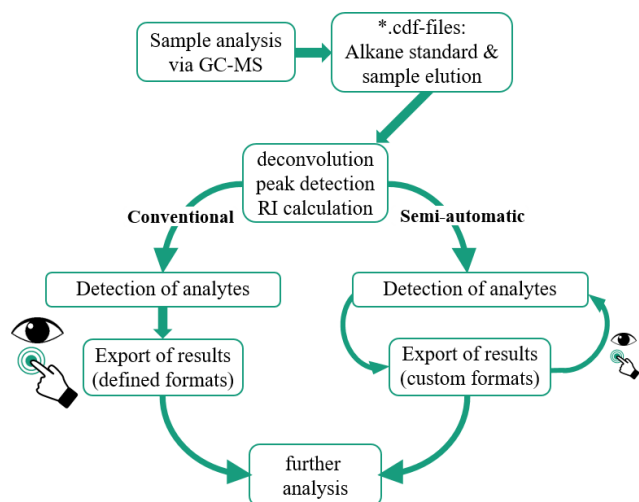 Sample analysis
via GC-MS
*.cdf-files:
Alkane standard &
sample elution
deconvolution
peak detection
RI calculation
Conventional
Semi-automatic
Detection of analytes
Detection of analytes
Export of results
(defined formats)
Export of results
(custom formats)
further
analysis